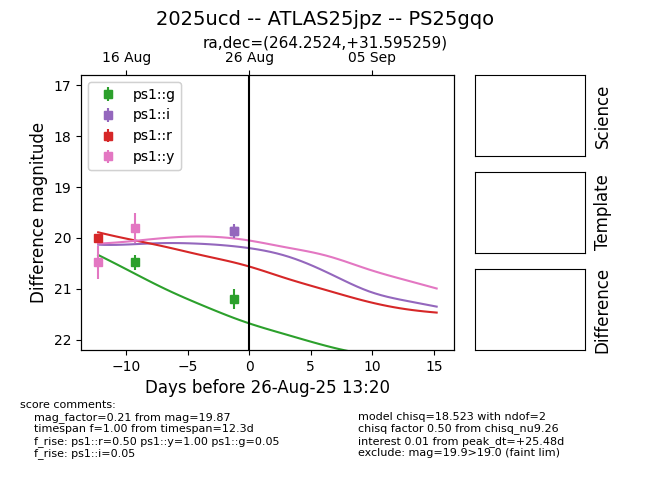 2025ucd -- ATLAS25jpz -- PS25gqo
ra,dec=(264.2524,+31.595259)
16 Aug 26 Aug 05 Sep
ps1::g
ps1::i
ps1::r
ps1::y
17
18
19
20
21
22
Difference magnitude
−10 −5 0 5 10 15
Days before 26-Aug-25 13:20
Science
Template
Difference
score comments:
mag_factor=0.21 from mag=19.87
timespan f=1.00 from timespan=12.3d
f_rise: ps1::r=0.50 ps1::y=1.00 ps1::g=0.05
f_rise: ps1::i=0.05
model chisq=18.523 with ndof=2
chisq factor 0.50 from chisq_nu9.26
interest 0.01 from peak_dt=+25.48d
exclude: mag=19.9>19.0 (faint lim)